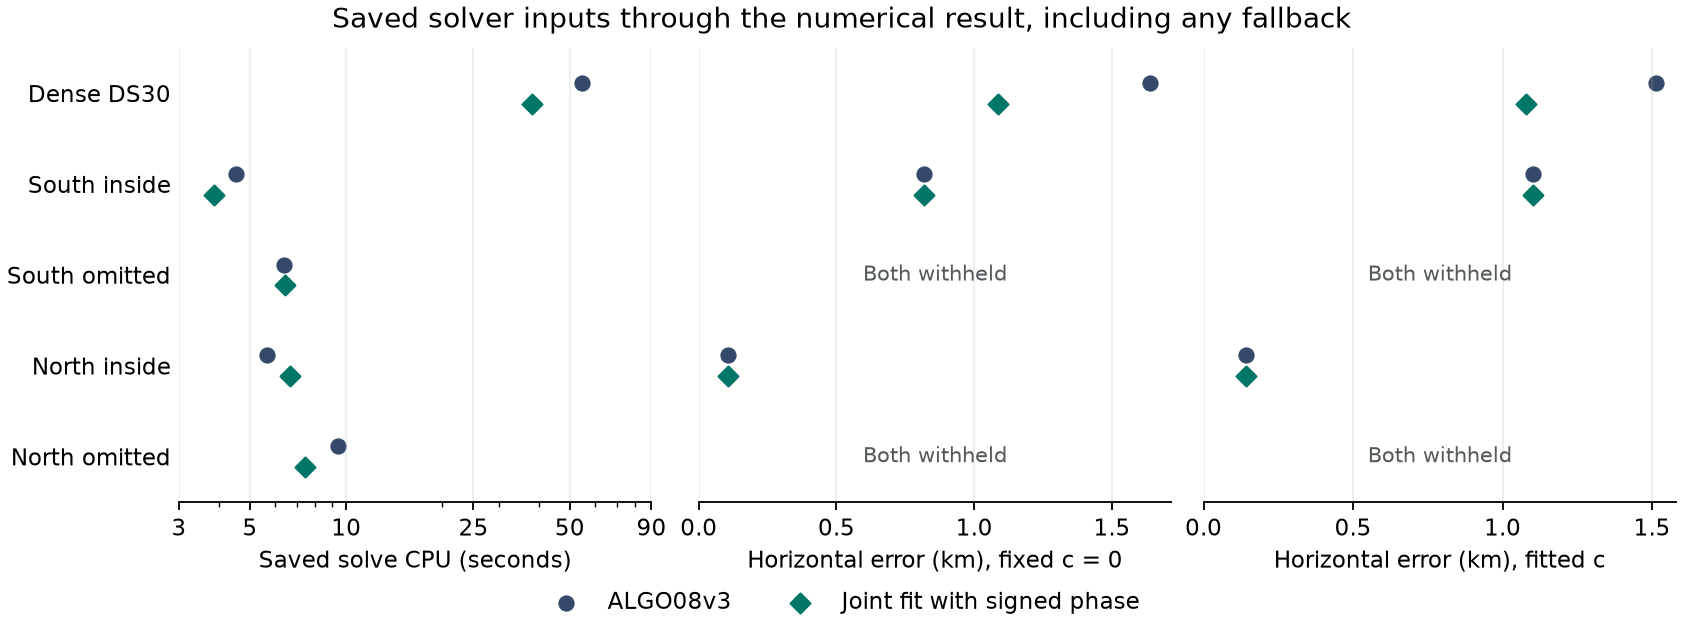 Saved solver inputs through the numerical result, including any fallback
Dense DS30
South inside
South omitted
Both withheld
Both withheld
North inside
North omitted
Both withheld
Both withheld
3 5 10 25 50 90
0.0 0.5 1.0 1.5
0.0 0.5 1.0 1.5
Saved solve CPU (seconds)
Horizontal error (km), fixed c = 0
Horizontal error (km), fitted c
ALGO08v3
Joint fit with signed phase